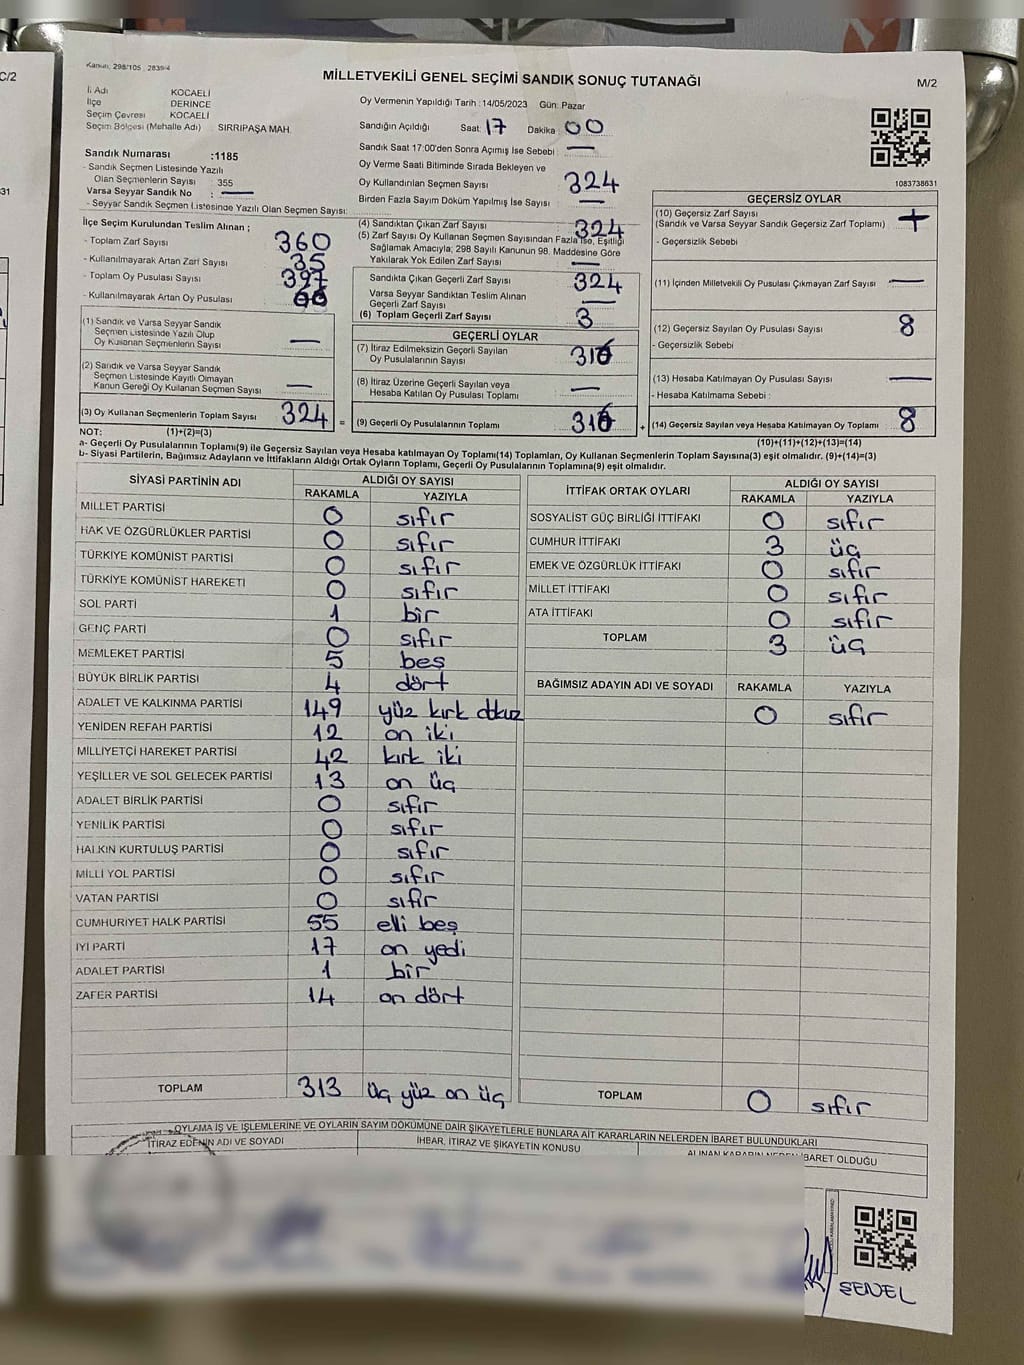 C/2
31
Kanun: 298/105, 2839/4
MİLLETVEKİLİ GENEL SEÇİMİ SANDIK SONUÇ TUTANAĞI
M/2
İl Adı KOCAELİ
İlçe DERİNCE
Seçim Çevresi KOCAELİ
Seçim Bölgesi (Mahalle Adı) SIRRIPAŞA MAH.
Oy Vermenin Yapıldığı Tarih : 14/05/2023 Gün: Pazar
Sandığın Açıldığı Saat: 17 Dakika: 00
Sandık Saat 17:00'den Sonra Açımış İse Sebebi : —
Oy Verme Saati Bitiminde Sırada Bekleyen ve
Oy Kullandırılan Seçmen Sayısı 324
Birden Fazla Sayım Döküm Yapılmış İse Sayısı : —
1083738631
Sandık Numarası :1185
- Sandık Seçmen Listesinde Yazılı
Olan Seçmenlerin Sayısı : 355
Varsa Seyyar Sandık No : —
- Seyyar Sandık Seçmen Listesinde Yazılı Olan Seçmen Sayısı:
İlçe Seçim Kurulundan Teslim Alınan ;
- Toplam Zarf Sayısı 360
- Kullanılmayarak Artan Zarf Sayısı 35
- Toplam Oy Pusulası Sayısı 397
- Kullanılmayarak Artan Oy Pusulası
(1) Sandık ve Varsa Seyyar Sandık
Seçmen Listesinde Yazılı Olup
Oy Kullanan Seçmenlerin Sayısı —
(2) Sandık ve Varsa Seyyar Sandık
Seçmen Listesinde Kayıtlı Olmayan
Kanun Gereği Oy Kullanan Seçmen Sayısı —
(3) Oy Kullanan Seçmenlerin Toplam Sayısı 324 =
(4) Sandıktan Çıkan Zarf Sayısı 324
(5) Zarf Sayısı Oy Kullanan Seçmen Sayısından Fazla İse, Eşitliği
Sağlamak Amacıyla; 298 Sayılı Kanunun 98. Maddesine Göre
Yakılarak Yok Edilen Zarf Sayısı —
Sandıkta Çıkan Geçerli Zarf Sayısı 324
Varsa Seyyar Sandıktan Teslim Alınan
Geçerli Zarf Sayısı —
(6) Toplam Geçerli Zarf Sayısı 3
GEÇERLİ OYLAR
(7) İtiraz Edilmeksizin Geçerli Sayılan
Oy Pusulalarının Sayısı 316
(8) İtiraz Üzerine Geçerli Sayılan veya
Hesaba Katılan Oy Pusulası Toplamı —
(9) Geçerli Oy Pusulalarının Toplamı 316 +
GEÇERSİZ OYLAR
(10) Geçersiz Zarf Sayısı
(Sandık ve Varsa Seyyar Sandık Geçersiz Zarf Toplamı)
- Geçersizlik Sebebi
(11) İçinden Milletvekili Oy Pusulası Çıkmayan Zarf Sayısı —
(12) Geçersiz Sayılan Oy Pusulası Sayısı 8
- Geçersizlik Sebebi:
(13) Hesaba Katılmayan Oy Pusulası Sayısı —
- Hesaba Katılmama Sebebi :
(14) Geçersiz Sayılan veya Hesaba Katılmayan Oy Toplamı 8
NOT: (1)+(2)=(3) (10)+(11)+(12)+(13)=(14)
a- Geçerli Oy Pusulalarının Toplamı(9) ile Geçersiz Sayılan veya Hesaba katılmayan Oy Toplamı(14) Toplamları, Oy Kullanan Seçmenlerin Toplam Sayısına(3) eşit olmalıdır. (9)+(14)=(3)
b- Siyasi Partilerin, Bağımsız Adayların ve İttifakların Aldığı Ortak Oyların Toplamı, Geçerli Oy Pusulalarının Toplamına(9) eşit olmalıdır.
SİYASİ PARTİNİN ADI ALDIĞI OY SAYISI
RAKAMLA YAZIYLA
MİLLET PARTİSİ 0 sıfır
HAK VE ÖZGÜRLÜKLER PARTİSİ 0 sıfır
TÜRKİYE KOMÜNİST PARTİSİ 0 sıfır
TÜRKİYE KOMÜNİST HAREKETİ 0 sıfır
SOL PARTİ 1 bir
GENÇ PARTİ 0 sıfır
MEMLEKET PARTİSİ 5 beş
BÜYÜK BİRLİK PARTİSİ 4 dört
ADALET VE KALKINMA PARTİSİ 149 yüz kırk dokuz
YENİDEN REFAH PARTİSİ 12 on iki
MİLLİYETÇİ HAREKET PARTİSİ 42 kırk iki
YEŞİLLER VE SOL GELECEK PARTİSİ 13 on üç
ADALET BİRLİK PARTİSİ 0 sıfır
YENİLİK PARTİSİ 0 sıfır
HALKIN KURTULUŞ PARTİSİ 0 sıfır
MİLLİ YOL PARTİSİ 0 sıfır
VATAN PARTİSİ 0 sıfır
CUMHURİYET HALK PARTİSİ 55 elli beş
İYİ PARTİ 17 on yedi
ADALET PARTİSİ 1 bir
ZAFER PARTİSİ 14 on dört
TOPLAM 313 üç yüz on üç
İTTİFAK ORTAK OYLARI ALDIĞI OY SAYISI
RAKAMLA YAZIYLA
SOSYALİST GÜÇ BİRLİĞİ İTTİFAKI 0 sıfır
CUMHUR İTTİFAKI 3 üç
EMEK VE ÖZGÜRLÜK İTTİFAKI 0 sıfır
MİLLET İTTİFAKI 0 sıfır
ATA İTTİFAKI 0 sıfır
TOPLAM 3 üç
BAĞIMSIZ ADAYIN ADI VE SOYADI RAKAMLA YAZIYLA
0 sıfır
TOPLAM 0 sıfır
OYLAMA İŞ VE İŞLEMLERİNE VE OYLARIN SAYIM DÖKÜMÜNE DAİR ŞİKAYETLERLE BUNLARA AİT KARARLARIN NELERDEN İBARET BULUNDUKLARI
İTİRAZ EDENİN ADI VE SOYADI İHBAR, İTİRAZ VE ŞİKAYETİN KONUSU ALINAN KARARIN NEDEN İBARET OLDUĞU
ŞENEL